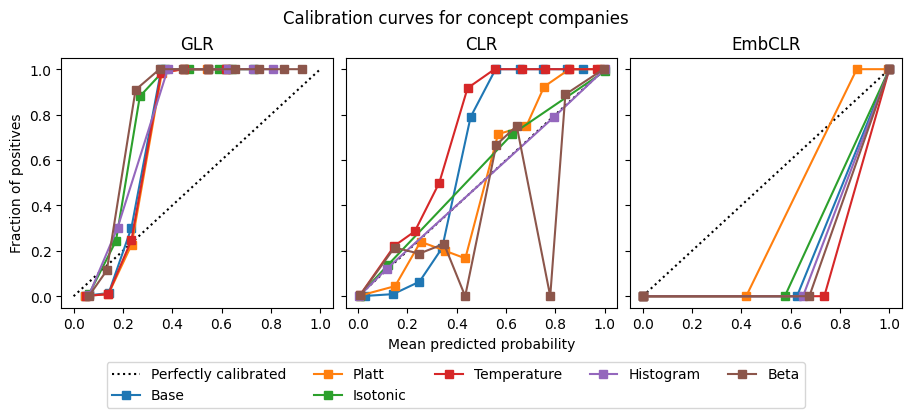 Calibration curves for concept companies
GLR
CLR
EmbCLR
Fraction of positives
1.0
0.8
0.6
0.4
0.2
0.0
0.0 0.2 0.4 0.6 0.8 1.0
0.0 0.2 0.4 0.6 0.8 1.0
0.0 0.2 0.4 0.6 0.8 1.0
Mean predicted probability
Perfectly calibrated
Base
Platt
Isotonic
Temperature
Histogram
Beta